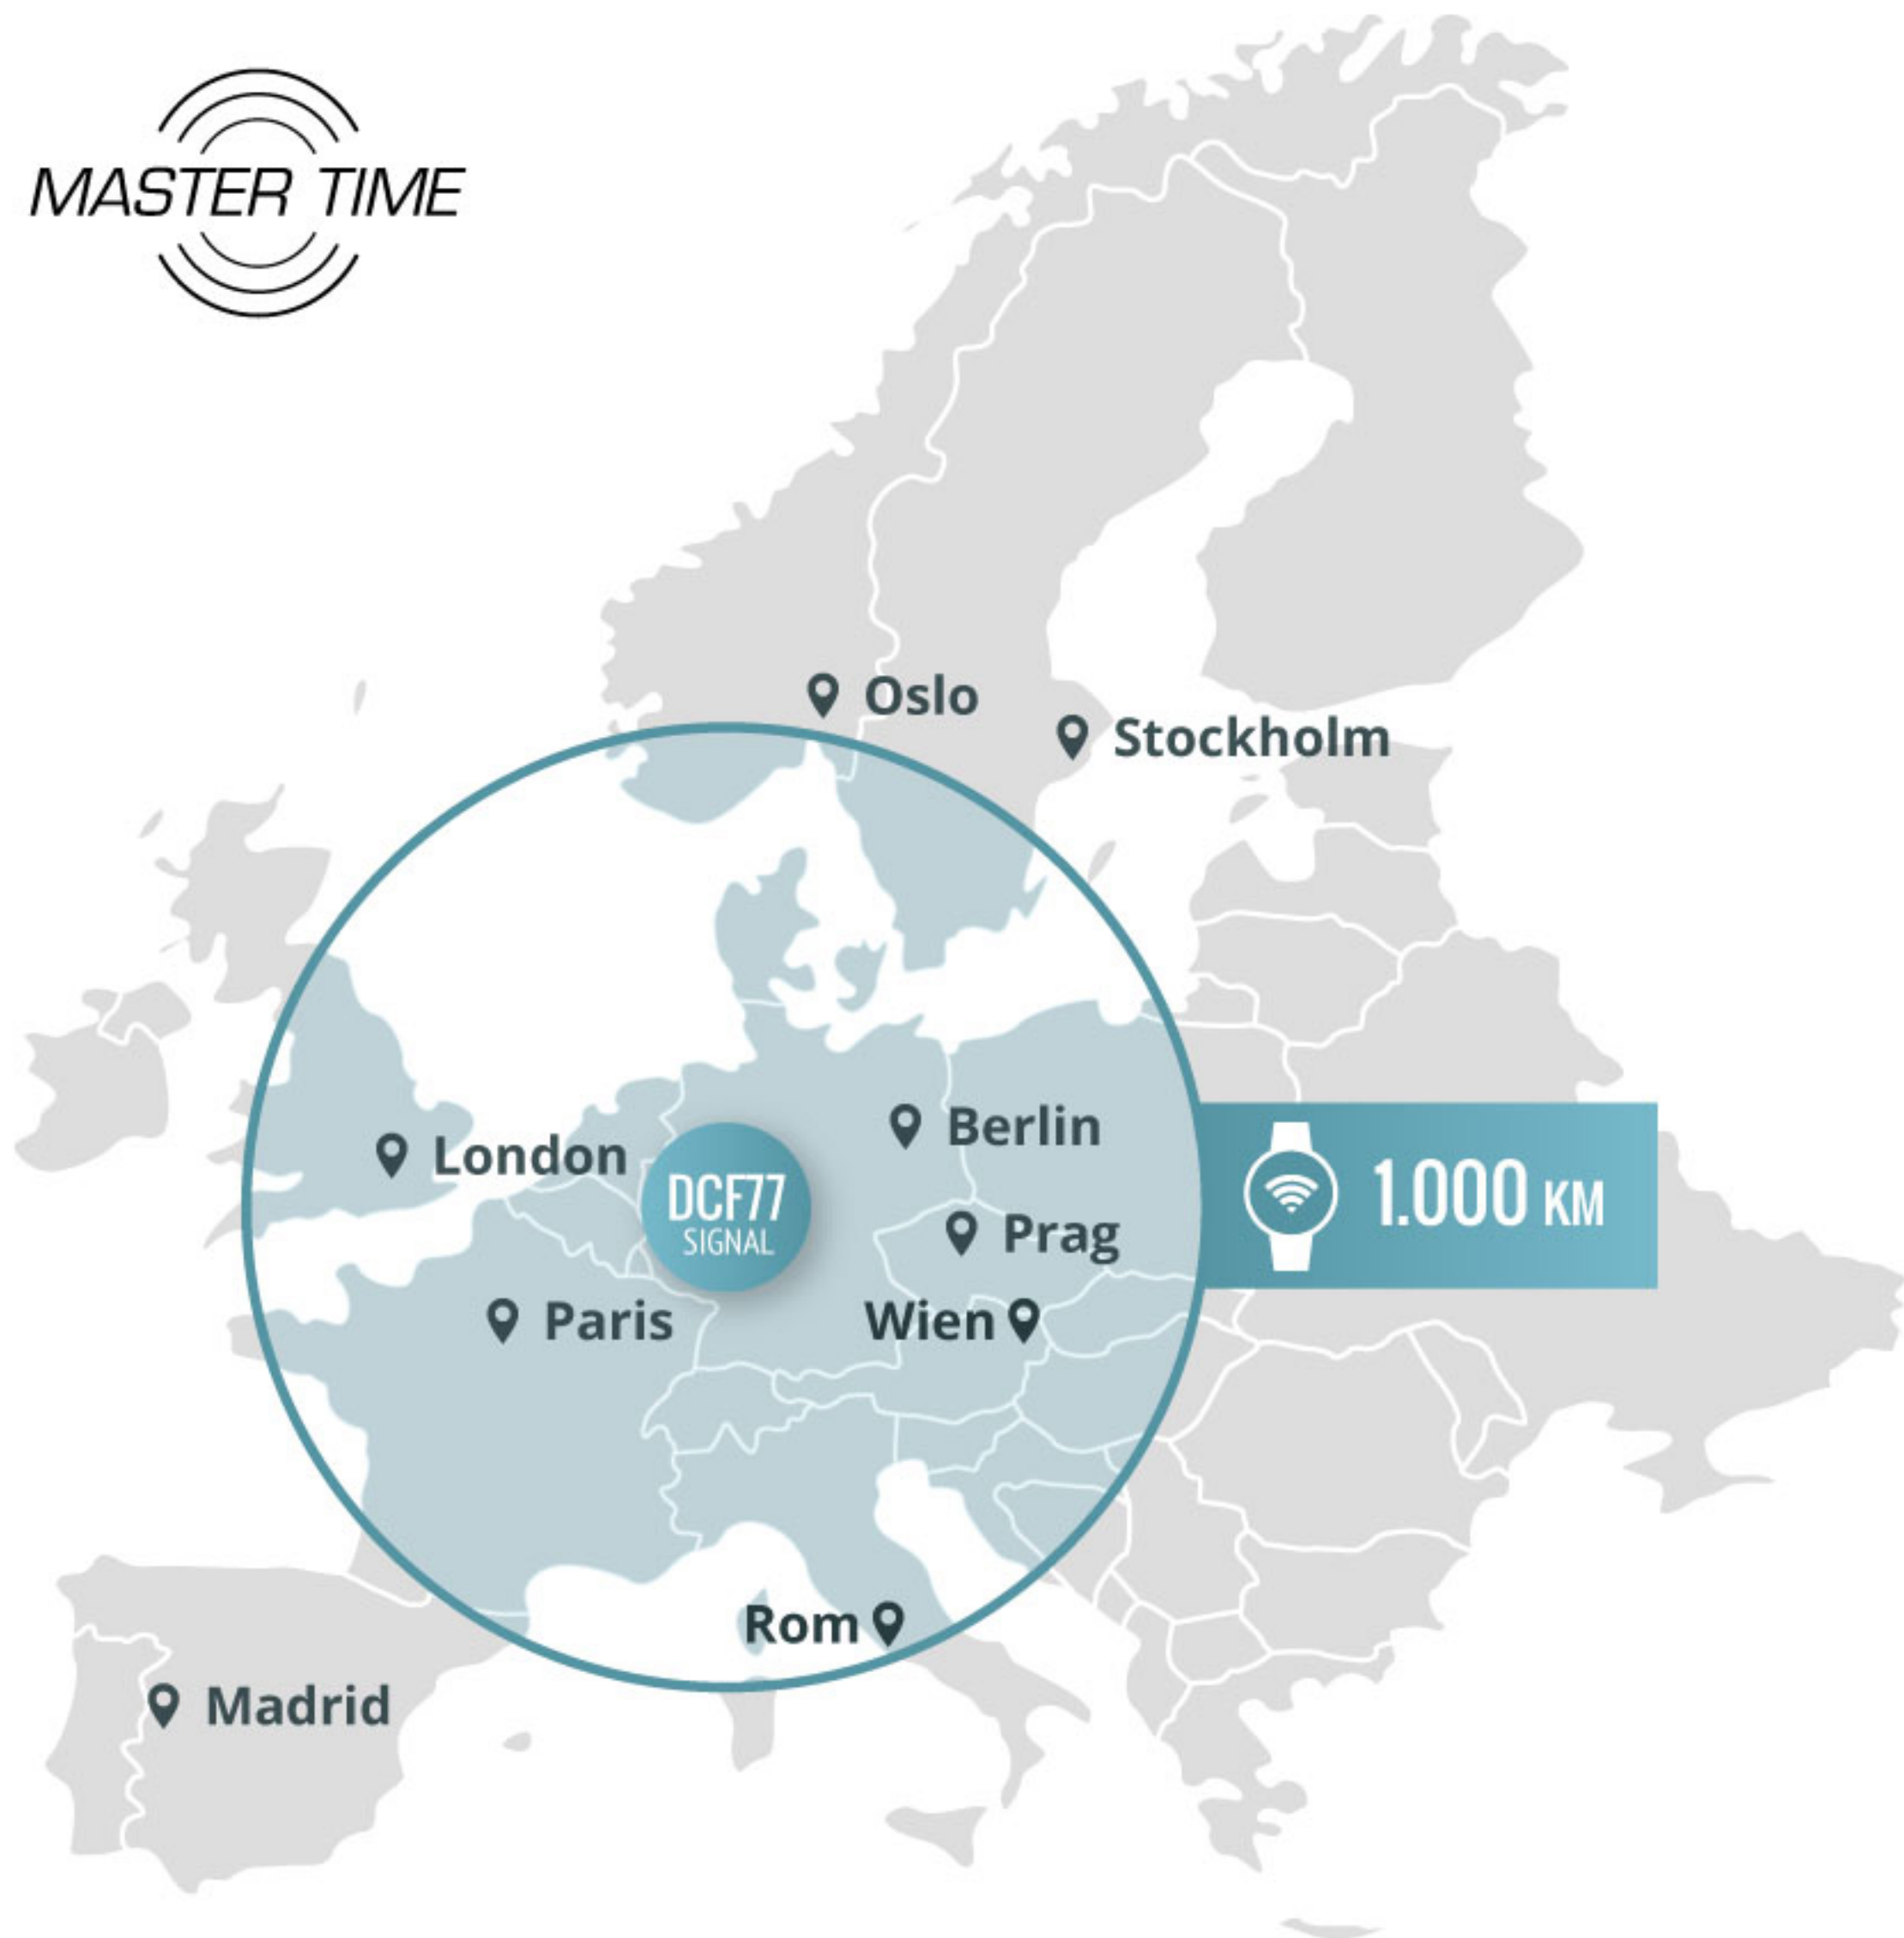 MASTER TIME
Oslo
Stockholm
London
DCF77
SIGNAL
Berlin
Prag
1.000 KM
Paris
Wien
Rom
Madrid